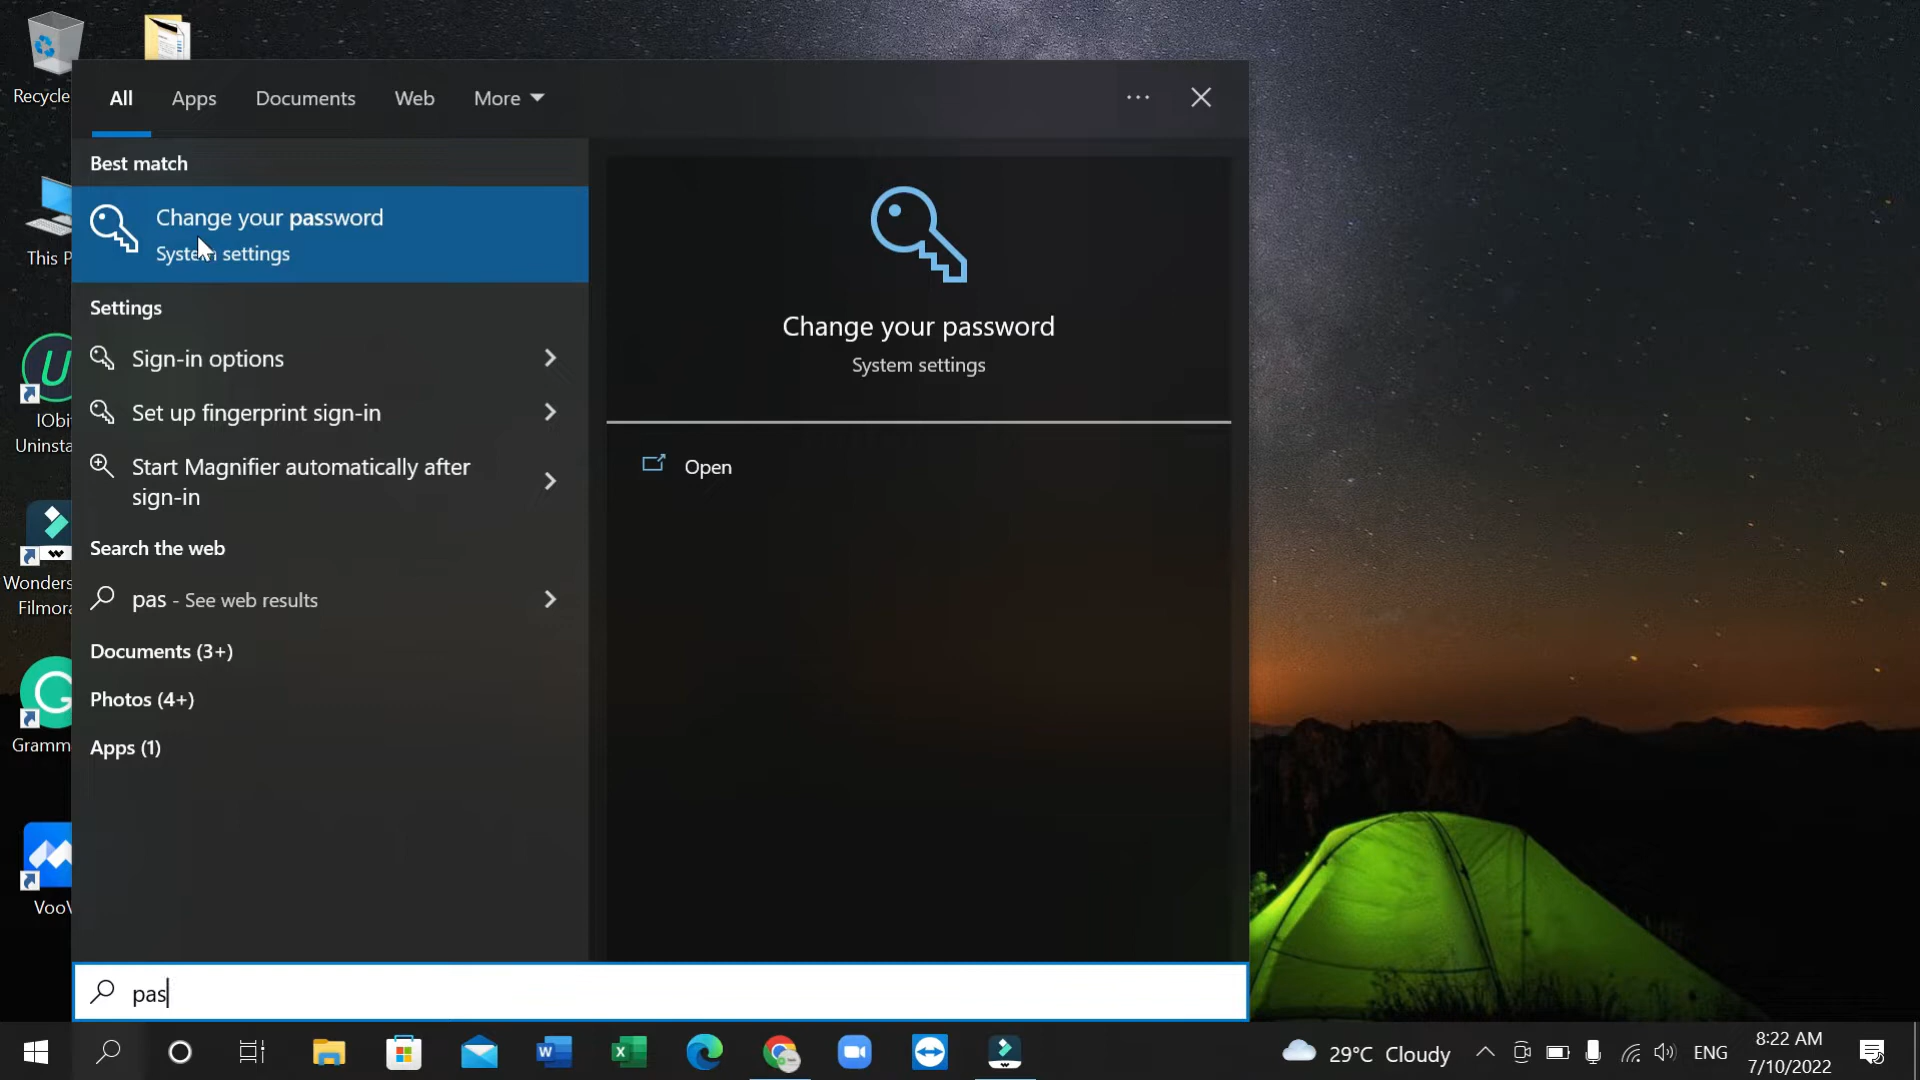 Recycle
All
Apps
Documents
Web
More
Best match
Change your password
System settings
Settings
Sign-in options
Set up fingerprint sign-in
Start Magnifier automatically after
sign-in
Search the web
pas - See web results
Documents (3+)
Photos (4+)
Apps (1)
Change your password
System settings
Open
This P
IObi
Uninsta
Wonders
Filmora
Gramm
Voov
pas
29°C Cloudy
ENG
8:22 AM
7/10/2022